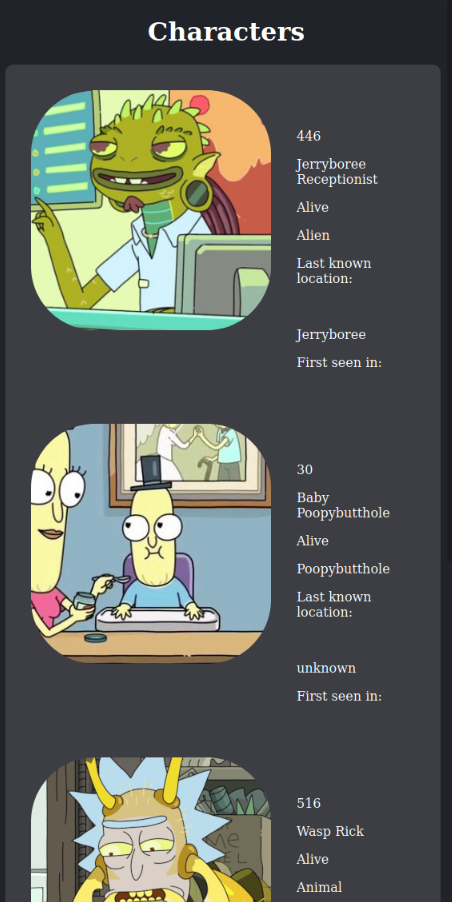 Characters
446
Jerryboree
Receptionist
Alive
Alien
Last known
location:
Jerryboree
First seen in:
30
Baby
Poopybutthole
Alive
Poopybutthole
Last known
location:
unknown
First seen in:
516
Wasp Rick
Alive
Animal